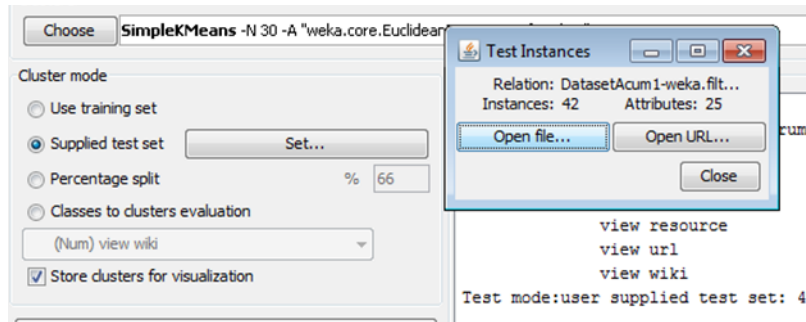 Choose SimpleKMeans -N 30 -A "weka.core.Euclidean
Cluster mode
Use training set
Supplied test set Set...
Percentage split % 66
Classes to clusters evaluation
(Num) view wiki
Store clusters for visualization
Test Instances
Relation: DatasetAcum1-weka.filt...
Instances: 42 Attributes: 25
Open file... Open URL...
Close
view resource
view url
view wiki
Test mode:user supplied test set: 4